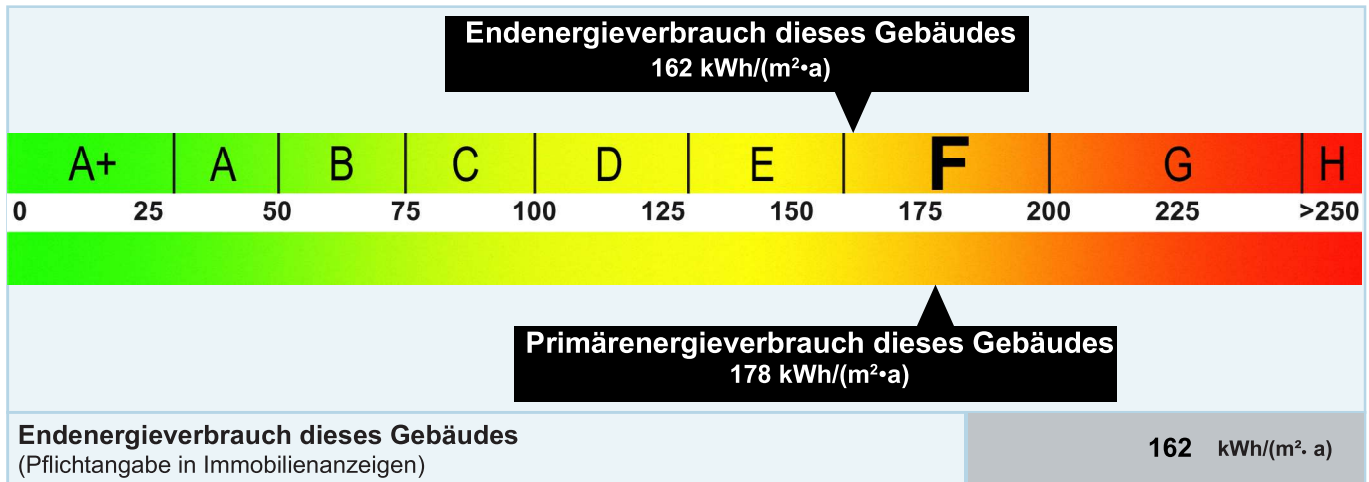 Endenergieverbrauch dieses Gebäudes
162 kWh/(m²•a)
A+ A B C D E F G H
0 25 50 75 100 125 150 175 200 225 >250
Primärenergieverbrauch dieses Gebäudes
178 kWh/(m²•a)
Endenergieverbrauch dieses Gebäudes
(Pflichtangabe in Immobilienanzeigen)
162 kWh/(m²· a)